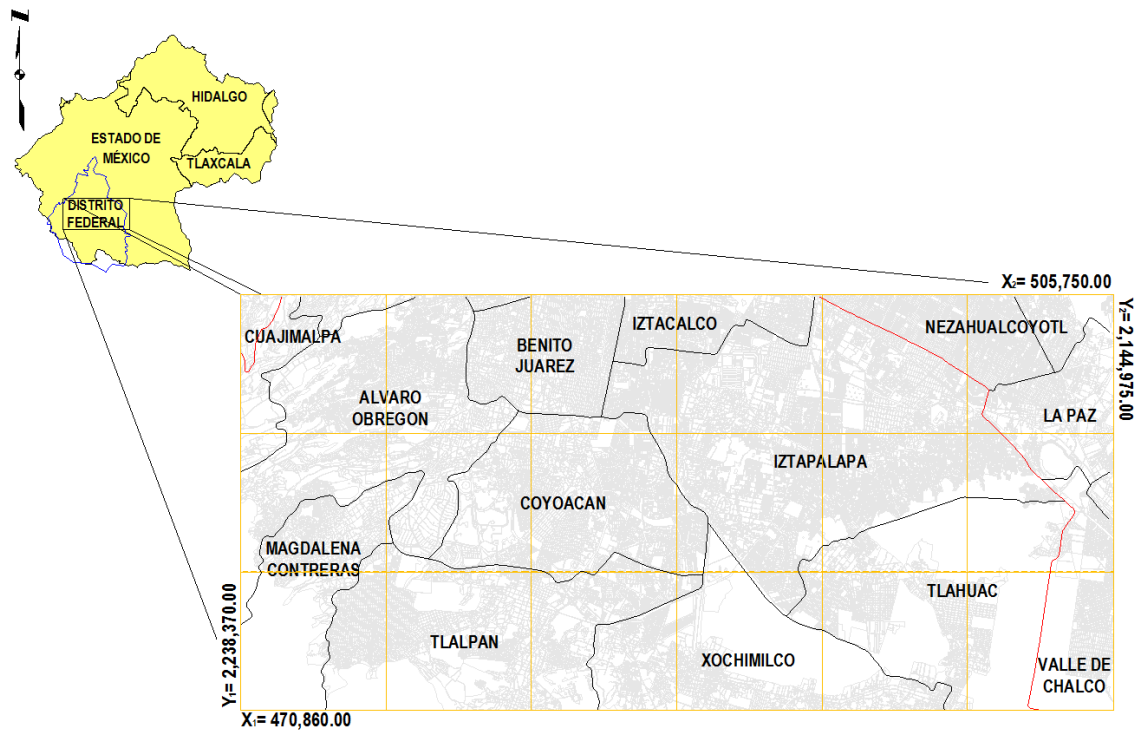 N
HIDALGO
ESTADO DE
MÉXICO
TLAXCALA
DISTRITO
FEDERAL
X₂= 505,750.00
Y₂= 2,144,975.00
CUAJIMALPA
IZTACALCO
NEZAHUALCOYOTL
BENITO
JUAREZ
ALVARO
OBREGON
LA PAZ
IZTAPALAPA
COYOACAN
MAGDALENA
CONTRERAS
TLAHUAC
TLALPAN
XOCHIMILCO
VALLE DE
CHALCO
Y₁= 2,238,370.00
X₁= 470,860.00